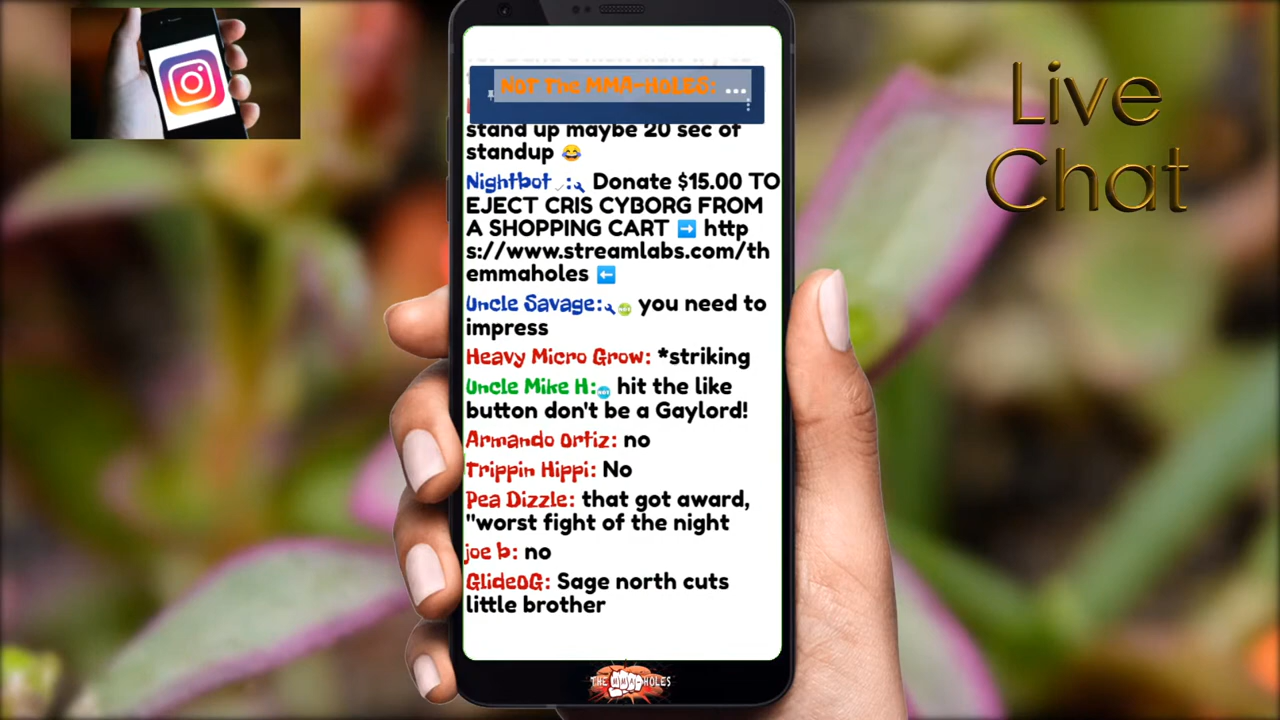 NOT The MMA-HOLES: ...
stand up maybe 20 sec of
standup 😂
Nightbot ✓:🔧 Donate $15.00 TO
EJECT CRIS CYBORG FROM
A SHOPPING CART ➡️ http
s://www.streamlabs.com/th
emmaholes ⬅️
Uncle Savage:🔧 you need to
impress
Heavy Micro Grow: *striking
Uncle Mike H: hit the like
button don't be a Gaylord!
Armando Ortiz: no
Trippin Hippi: No
Pea Dizzle: that got award,
"worst fight of the night
joe b: no
GlideOG: Sage north cuts
little brother
THE MMA-HOLES
Live
Chat